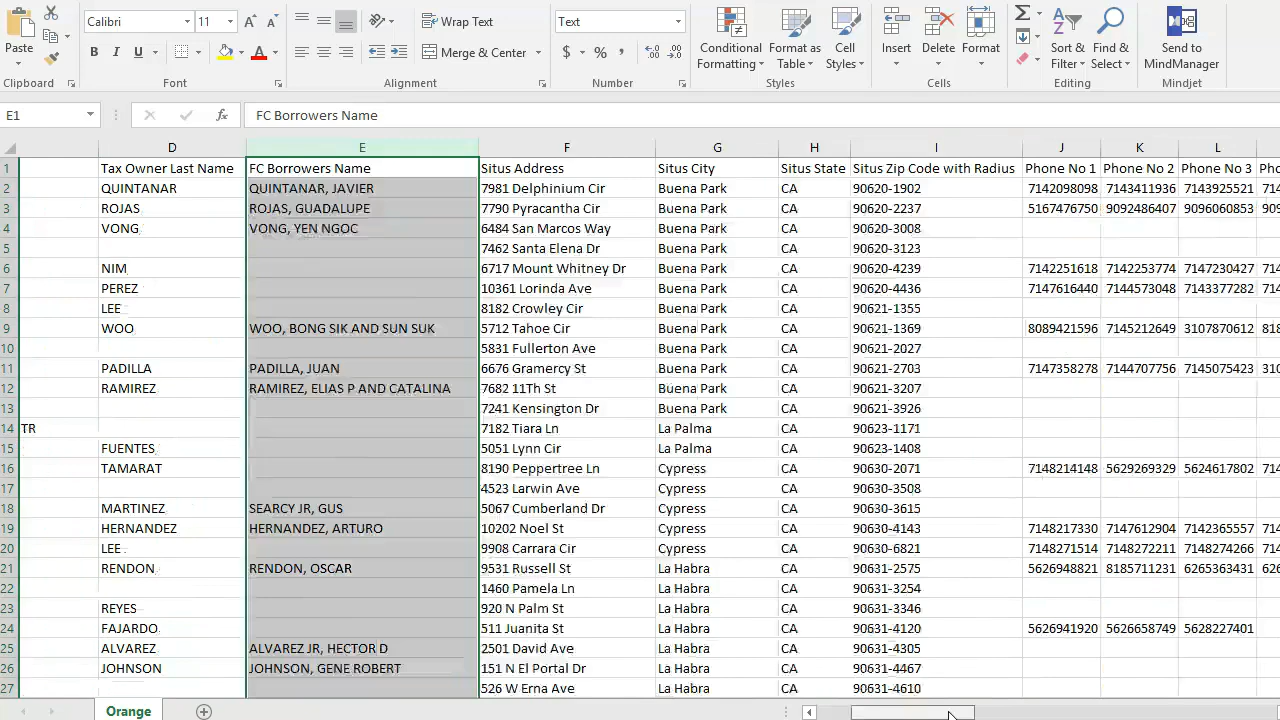 Calibri 11 Wrap Text Text
Paste B I U Merge & Center $ % , Conditional Formatting Format as Table Cell Styles Insert Delete Format Sort & Filter Find & Select Send to MindManager
Clipboard Font Alignment Number Styles Cells Editing Mindjet
E1 fx FC Borrowers Name
D E F G H I J K L
1 Tax Owner Last Name FC Borrowers Name Situs Address Situs City Situs State Situs Zip Code with Radius Phone No 1 Phone No 2 Phone No 3
2 QUINTANAR QUINTANAR, JAVIER 7981 Delphinium Cir Buena Park CA 90620-1902 7142098098 7143411936 7143925521 714
3 ROJAS ROJAS, GUADALUPE 7790 Pyracantha Cir Buena Park CA 90620-2237 5167476750 9092486407 9096060853 909
4 VONG VONG, YEN NGOC 6484 San Marcos Way Buena Park CA 90620-3008
5 7462 Santa Elena Dr Buena Park CA 90620-3123
6 NIM 6717 Mount Whitney Dr Buena Park CA 90620-4239 7142251618 7142253774 7147230427 714
7 PEREZ 10361 Lorinda Ave Buena Park CA 90620-4436 7147616440 7144573048 7143377282 714
8 LEE 8182 Crowley Cir Buena Park CA 90621-1355
9 WOO WOO, BONG SIK AND SUN SUK 5712 Tahoe Cir Buena Park CA 90621-1369 8089421596 7145212649 3107870612
10 5831 Fullerton Ave Buena Park CA 90621-2027
11 PADILLA PADILLA, JUAN 6676 Gramercy St Buena Park CA 90621-2703 7147358278 7144707756 7145075423 310
12 RAMIREZ RAMIREZ, ELIAS P AND CATALINA 7682 11Th St Buena Park CA 90621-3207
13 7241 Kensington Dr Buena Park CA 90621-3926
14 TR 7182 Tiara Ln La Palma CA 90623-1171
15 FUENTES 5051 Lynn Cir La Palma CA 90623-1408
16 TAMARAT 8190 Peppertree Ln Cypress CA 90630-2071 7148214148 5629269329 5624617802 714
17 4523 Larwin Ave Cypress CA 90630-3508
18 MARTINEZ SEARCY JR, GUS 5067 Cumberland Dr Cypress CA 90630-3615
19 HERNANDEZ HERNANDEZ, ARTURO 10202 Noel St Cypress CA 90630-4143 7148217330 7147612904 7142365557 714
20 LEE 9908 Carrara Cir Cypress CA 90630-6821 7148271514 7148272211 7148274266 714
21 RENDON RENDON, OSCAR 9531 Russell St La Habra CA 90631-2575 5626948821 8185711231 6265363431 626
22 1460 Pamela Ln La Habra CA 90631-3254
23 REYES 920 N Palm St La Habra CA 90631-3346
24 FAJARDO 511 Juanita St La Habra CA 90631-4120 5626941920 5626658749 5628227401
25 ALVAREZ ALVAREZ JR, HECTOR D 2501 David Ave La Habra CA 90631-4305
26 JOHNSON JOHNSON, GENE ROBERT 151 N El Portal Dr La Habra CA 90631-4467
27 526 W Erna Ave La Habra CA 90631-4610
Orange